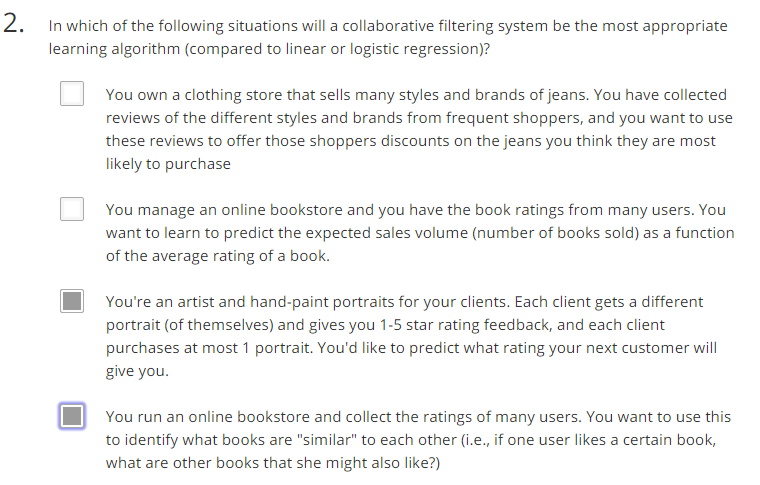 2. In which of the following situations will a collaborative filtering system be the most appropriate
learning algorithm (compared to linear or logistic regression)?
You own a clothing store that sells many styles and brands of jeans. You have collected
reviews of the different styles and brands from frequent shoppers, and you want to use
these reviews to offer those shoppers discounts on the jeans you think they are most
likely to purchase
You manage an online bookstore and you have the book ratings from many users. You
want to learn to predict the expected sales volume (number of books sold) as a function
of the average rating of a book.
You're an artist and hand-paint portraits for your clients. Each client gets a different
portrait (of themselves) and gives you 1-5 star rating feedback, and each client
purchases at most 1 portrait. You'd like to predict what rating your next customer will
give you.
You run an online bookstore and collect the ratings of many users. You want to use this
to identify what books are "similar" to each other (i.e., if one user likes a certain book,
what are other books that she might also like?)